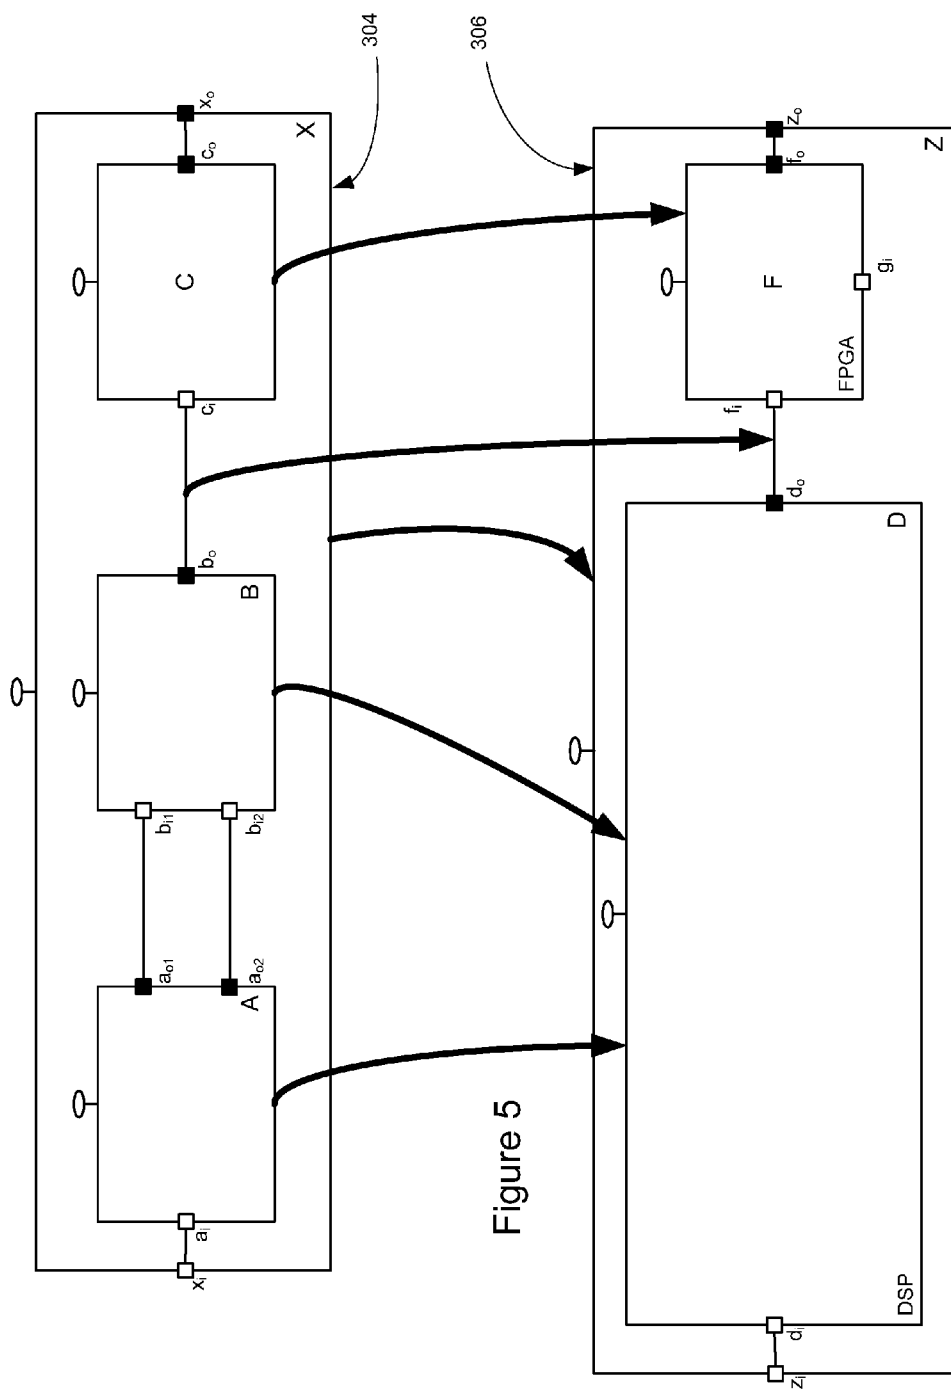 304
x_i
a_i
A
a_o1
a_o2
b_i1
b_i2
B
b_o
c_i
C
c_o
x_o
X
Figure 5
306
z_i
d_i
DSP
D
d_o
f_i
F
FPGA
g_i
f_o
z_o
Z